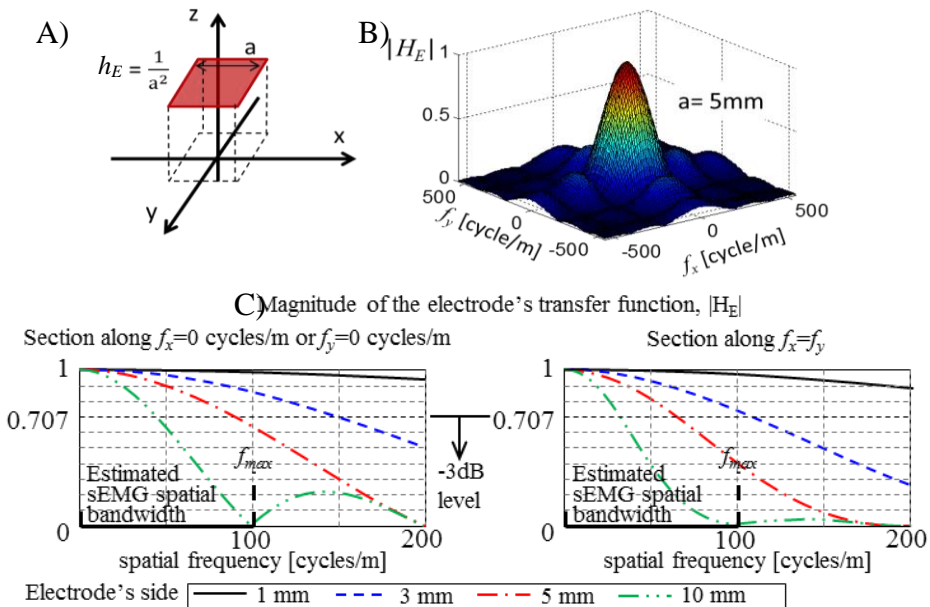 A)
z
a
h_E = 1/a²
x
y
B)
|H_E|
1
0.5
0
a= 5mm
500
0
-500
f_y [cycle/m]
-500
0
500
f_x [cycle/m]
C) Magnitude of the electrode's transfer function, |H_E|
Section along f_x=0 cycles/m or f_y=0 cycles/m
Section along f_x=f_y
1
0.707
0
f_max
Estimated
sEMG spatial
bandwidth
100
200
spatial frequency [cycles/m]
-3dB
level
1
0.707
0
f_max
Estimated
sEMG spatial
bandwidth
100
200
spatial frequency [cycles/m]
Electrode's side
1 mm
3 mm
5 mm
10 mm